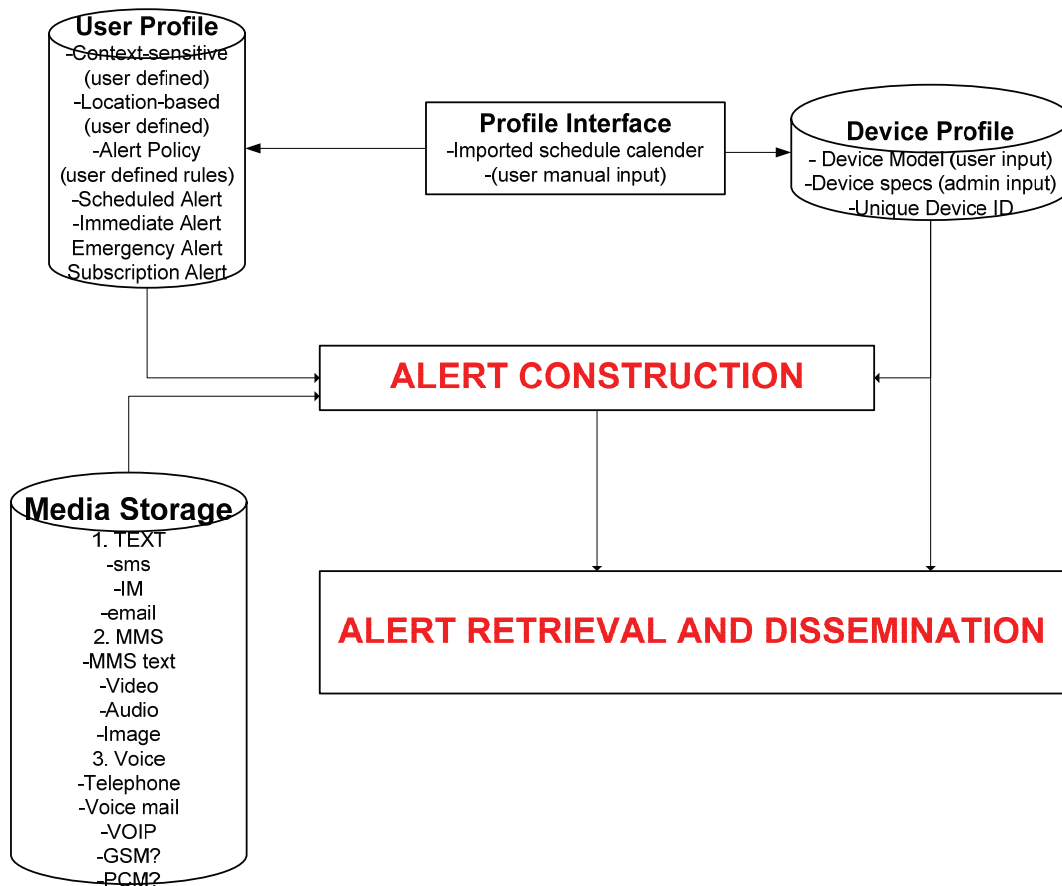 User Profile
-Context-sensitive
(user defined)
-Location-based
(user defined)
-Alert Policy
(user defined rules)
-Scheduled Alert
-Immediate Alert
Emergency Alert
Subscription Alert
Profile Interface
-Imported schedule calender
-(user manual input)
Device Profile
- Device Model (user input)
-Device specs (admin input)
-Unique Device ID
ALERT CONSTRUCTION
Media Storage
1. TEXT
-sms
-IM
-email
2. MMS
-MMS text
-Video
-Audio
-Image
3. Voice
-Telephone
-Voice mail
-VOIP
-GSM?
-PCM?
ALERT RETRIEVAL AND DISSEMINATION